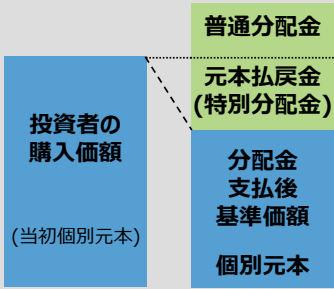 普通分配金
元本払戻金
(特別分配金)
投資者の
購入価額
(当初個別元本)
分配金
支払後
基準価額
個別元本